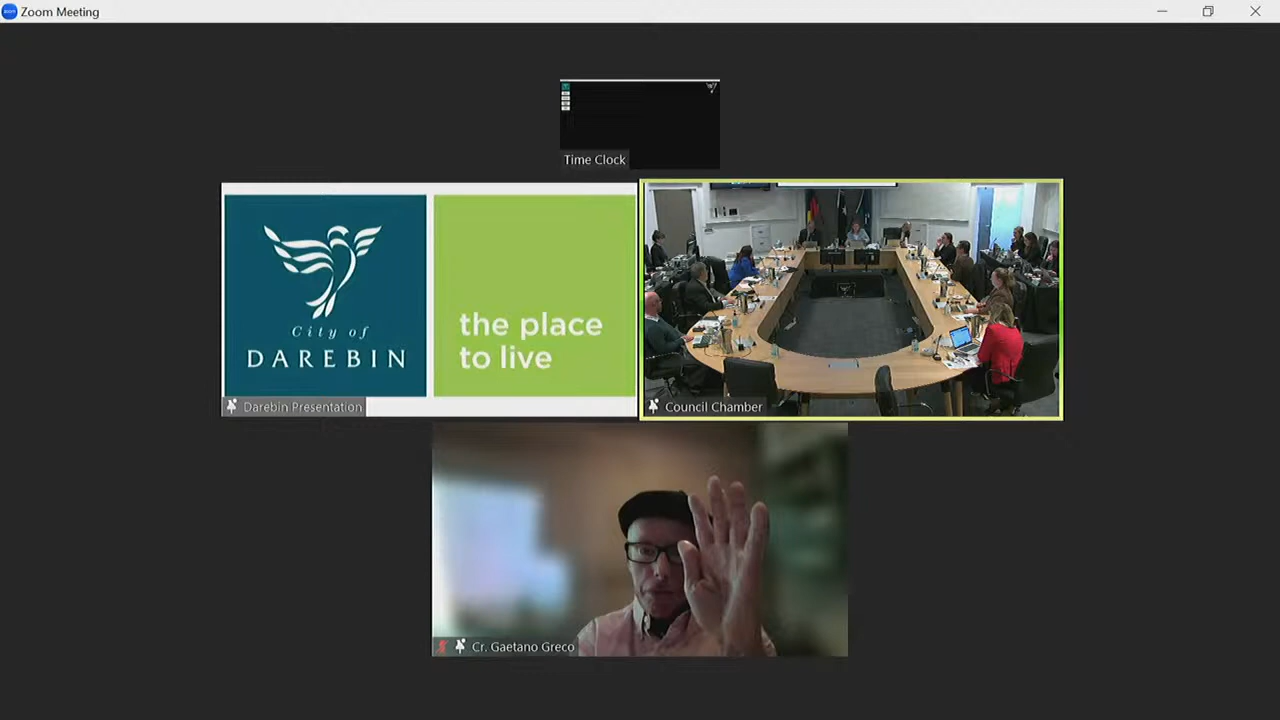 Zoom Meeting
Time Clock
City of
DAREBIN
the place
to live
Darebin Presentation
Council Chamber
Cr. Gaetano Greco